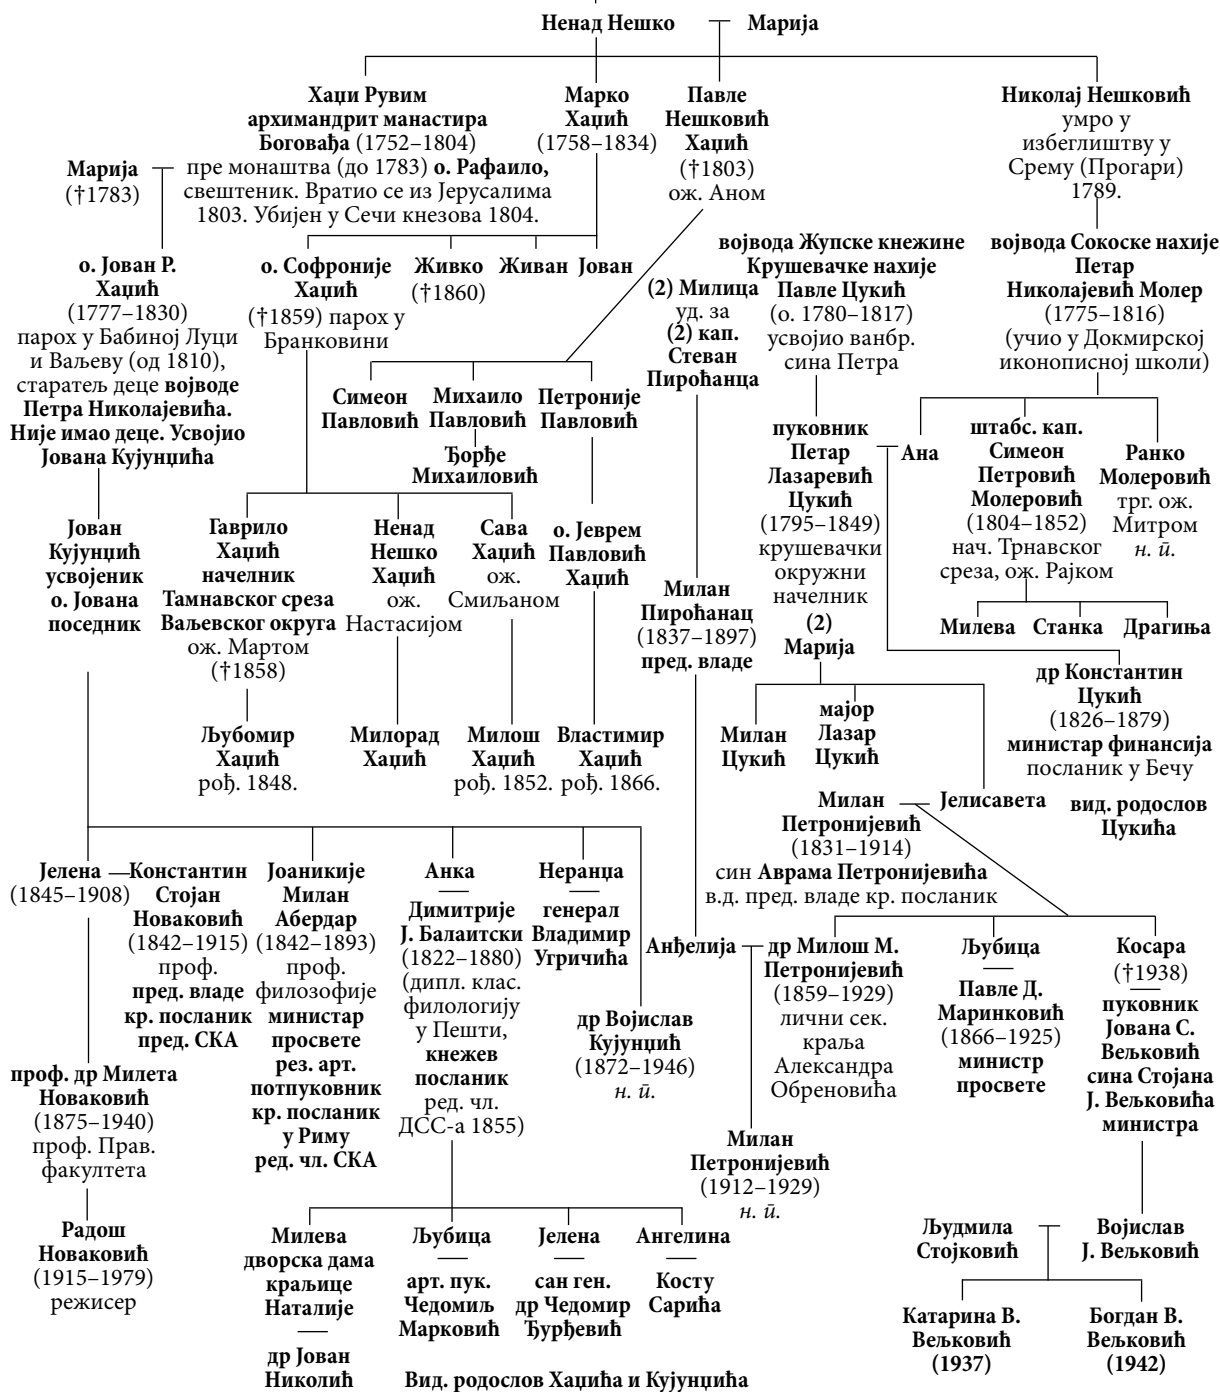 Ненад Нешко
Марија
Хаџи Рувим
архимандрит манастира
Боговађа (1752–1804)
пре монаштва (до 1783) о. Рафаило,
свештеник. Вратио се из Јерусалима
1803. Убијен у Сечи кнезова 1804.
Марија
(†1783)
Марко
Хаџић
(1758–1834)
Павле
Нешковић
Хаџић
(†1803)
ож. Аном
Николај Нешковић
умро у
избеглиштву у
Срему (Прогари)
1789.
о. Јован Р.
Хаџић
(1777–1830)
парох у Бабиној Луци
и Ваљеву (од 1810),
старатељ деце војводе
Петра Николајевића.
Није имао деце. Усвојио
Јована Кујунџића
о. Софроније
Хаџић
(†1859) парох у
Бранковини
Живко
(†1860)
Живан
Јован
(2) Милица
уд. за
(2) кап.
Стеван
Пироћанца
војвода Жупске кнежине
Крушевачке нахије
Павле Цукић
(о. 1780–1817)
усвојио ванбр.
сина Петра
војвода Сокоске нахије
Петар
Николајевић Молер
(1775–1816)
(учио у Докмирској
иконописној школи)
Симеон
Павловић
Михаило
Павловић
Петроније
Павловић
Ђорђе
Михаиловић
пуковник
Петар
Лазаревић
Цукић
(1795–1849)
крушевачки
окружни
начелник
(2)
Марија
Ана
штабс. кап.
Симеон
Петровић
Молеровић
(1804–1852)
нач. Трнавског
среза, ож. Рајком
Ранко
Молеровић
трг. ож.
Митром
н. п̄.
Јован
Кујунџић
усвојеник
о. Јована
поседник
Гаврило
Хаџић
начелник
Тамнавског среза
Ваљевског округа
ож. Мартом
(†1858)
Ненад
Нешко
Хаџић
ож.
Настасијом
Сава
Хаџић
ож.
Смиљаном
о. Јеврем
Павловић
Хаџић
Милан
Пироћанац
(1837–1897)
пред. владе
Милева
Станка
Драгиња
др Константин
Цукић
(1826–1879)
министар финансија
посланик у Бечу
вид. родослов
Цукића
Љубомир
Хаџић
рођ. 1848.
Милорад
Хаџић
Милош
Хаџић
рођ. 1852.
Властимир
Хаџић
рођ. 1866.
Милан
Цукић
мајор
Лазар
Цукић
Милан
Петронијевић
(1831–1914)
син Аврама Петронијевића
в.д. пред. владе кр. посланик
Јелисавета
Јелена
(1845–1908)
Константин
Стојан
Новаковић
(1842–1915)
проф.
пред. владе
кр. посланик
пред. СКА
Јоаникије
Милан
Абердар
(1842–1893)
проф.
филозофије
министар
просвете
рез. арт.
потпуковник
кр. посланик
у Риму
ред. чл. СКА
Анка
Димитрије
Ј. Балаитски
(1822–1880)
(дипл. клас.
филологију
у Пешти,
кнежев
посланик
ред. чл.
ДСС-а 1855)
Неранџа
генерал
Владимир
Угричића
др Војислав
Кујунџић
(1872–1946)
н. п̄.
Анђелија
др Милош М.
Петронијевић
(1859–1929)
лични сек.
краља
Александра
Обреновића
Љубица
Павле Д.
Маринковић
(1866–1925)
министр
просвете
Косара
(†1938)
пуковник
Јована С.
Вељковић
сина Стојана
Ј. Вељковића
министра
проф. др Милета
Новаковић
(1875–1940)
проф. Прав.
факултета
Милан
Петронијевић
(1912–1929)
н. п̄.
Радош
Новаковић
(1915–1979)
режисер
Милева
дворска дама
краљице
Наталије
др Јован
Николић
Љубица
арт. пук.
Чедомиљ
Марковић
Јелена
сан ген.
др Чедомир
Ђурђевић
Ангелина
Косту
Сарића
Људмила
Стојковић
Војислав
Ј. Вељковић
Катарина В.
Вељковић
(1937)
Богдан В.
Вељковић
(1942)
Вид. родослов Хаџића и Кујунџића